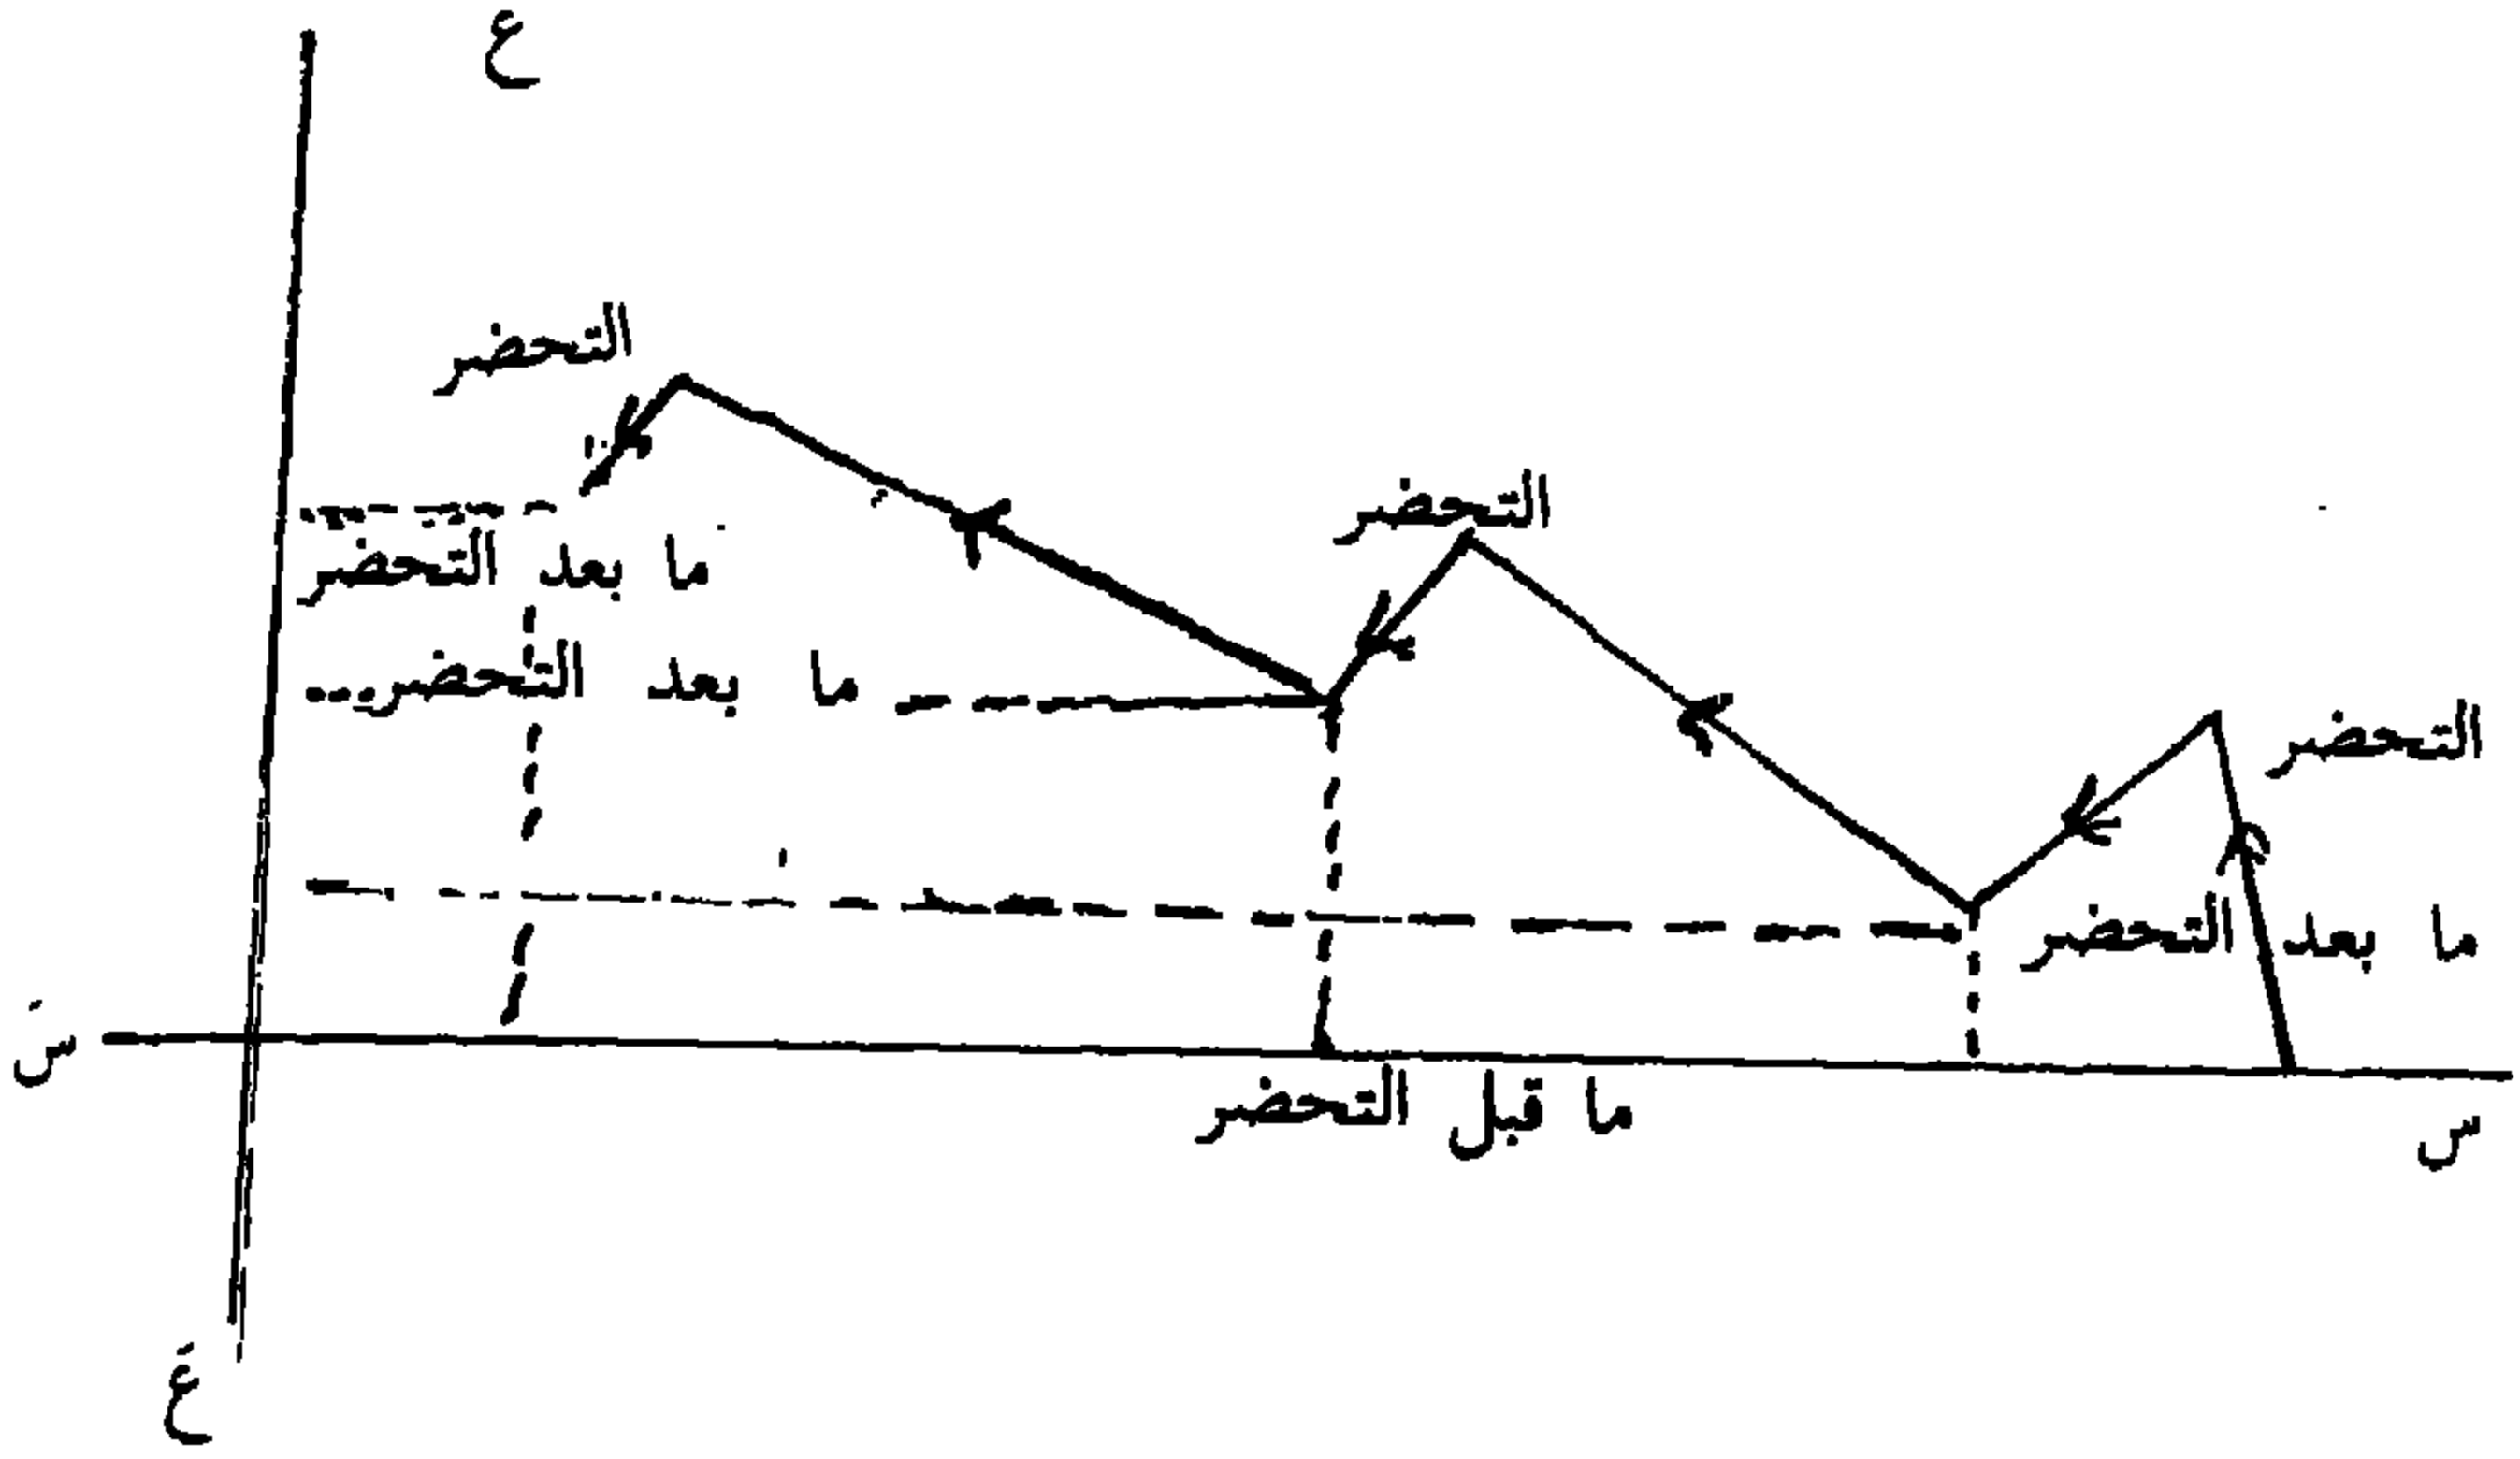 ع
التحضر
التحضر
ما بعد التحضر
ما بعد التحضر
التحضر
ما بعد التحضر
سَ
ما قبل التحضر
س
عَ